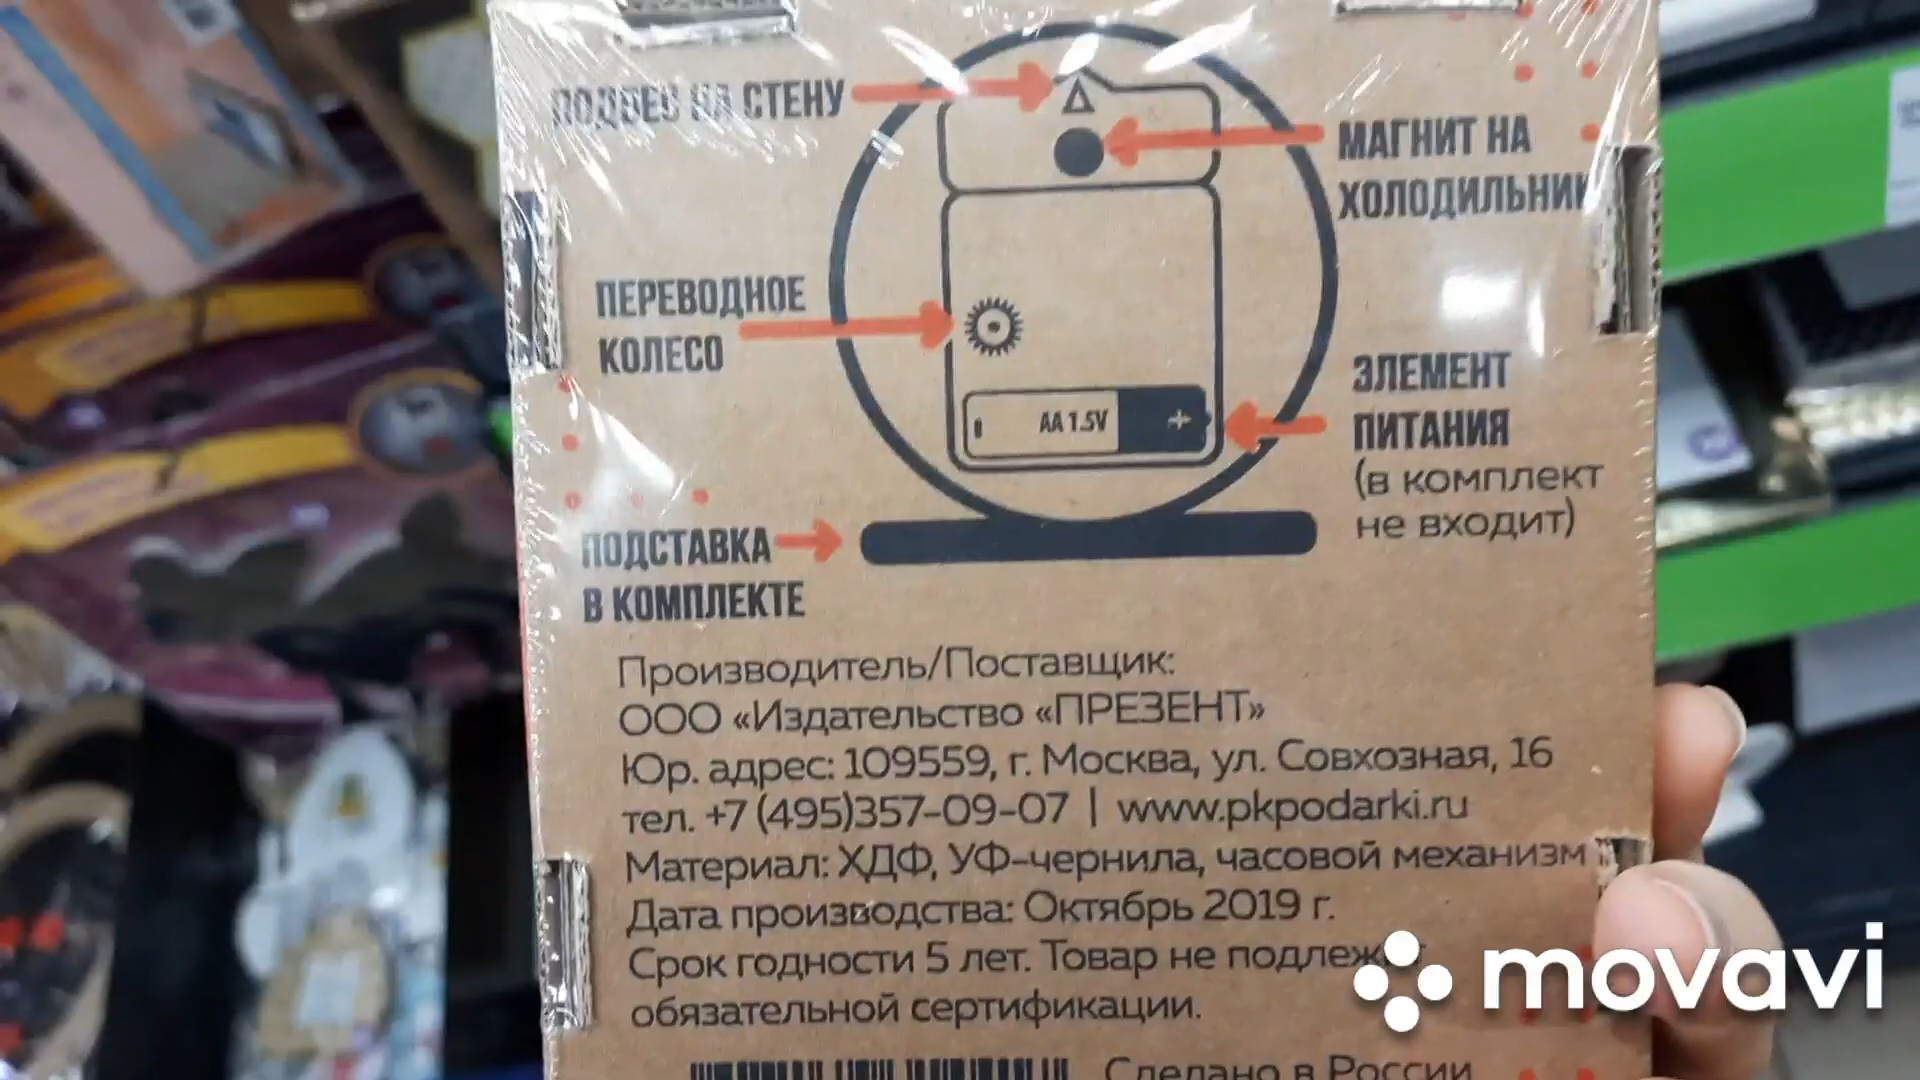 ПОДВЕС НА СТЕНУ
МАГНИТ НА
ХОЛОДИЛЬНИК
ПЕРЕВОДНОЕ
КОЛЕСО
AA 1.5V
+
ЭЛЕМЕНТ
ПИТАНИЯ
(в комплект
не входит)
ПОДСТАВКА
В КОМПЛЕКТЕ
Производитель/Поставщик:
ООО «Издательство «ПРЕЗЕНТ»
Юр. адрес: 109559, г. Москва, ул. Совхозная, 16
тел. +7 (495)357-09-07 | www.pkpodarki.ru
Материал: ХДФ, УФ-чернила, часовой механизм
Дата производства: Октябрь 2019 г.
Срок годности 5 лет. Товар не подлежит
обязательной сертификации.
Сделано в России
movavi